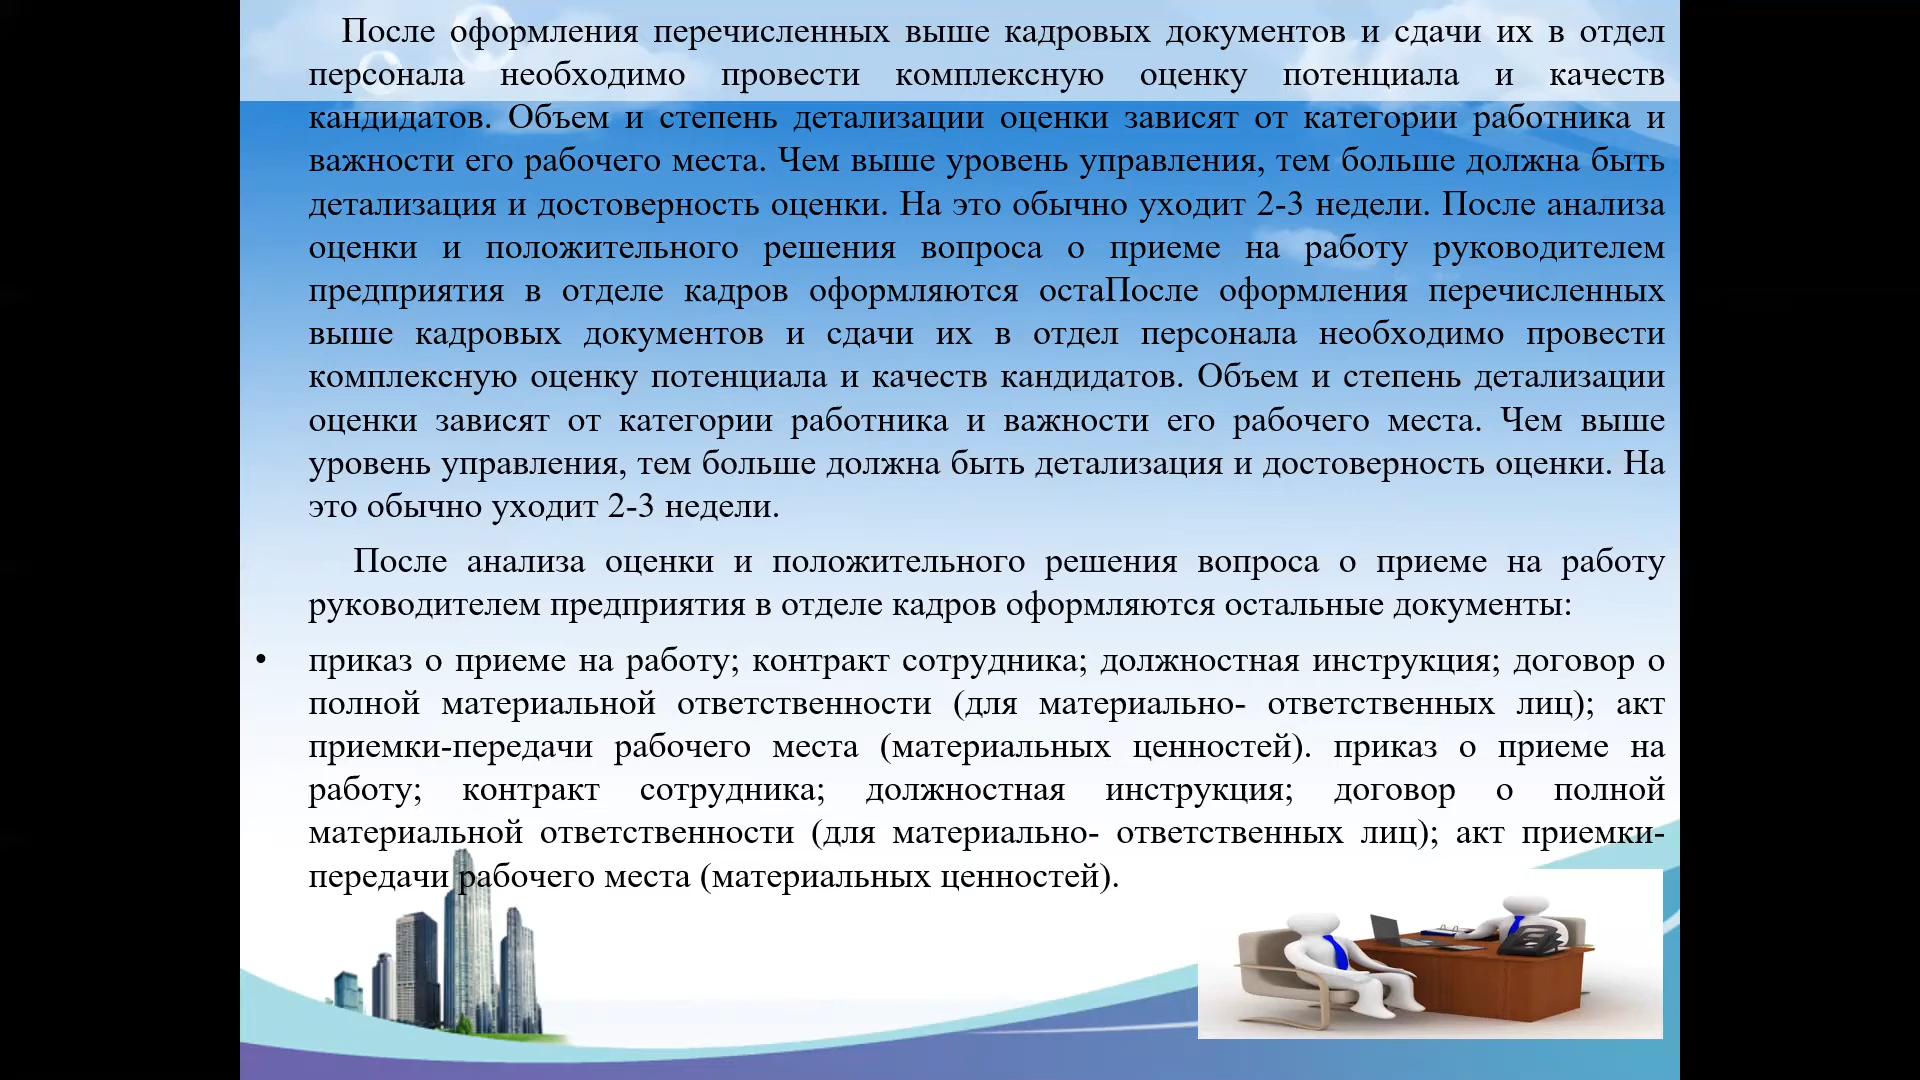 После оформления перечисленных выше кадровых документов и сдачи их в отдел
персонала необходимо провести комплексную оценку потенциала и качеств
кандидатов. Объем и степень детализации оценки зависят от категории работника и
важности его рабочего места. Чем выше уровень управления, тем больше должна быть
детализация и достоверность оценки. На это обычно уходит 2-3 недели. После анализа
оценки и положительного решения вопроса о приеме на работу руководителем
предприятия в отделе кадров оформляются остаПосле оформления перечисленных
выше кадровых документов и сдачи их в отдел персонала необходимо провести
комплексную оценку потенциала и качеств кандидатов. Объем и степень детализации
оценки зависят от категории работника и важности его рабочего места. Чем выше
уровень управления, тем больше должна быть детализация и достоверность оценки. На
это обычно уходит 2-3 недели.
После анализа оценки и положительного решения вопроса о приеме на работу
руководителем предприятия в отделе кадров оформляются остальные документы:
• приказ о приеме на работу; контракт сотрудника; должностная инструкция; договор о
полной материальной ответственности (для материально- ответственных лиц); акт
приемки-передачи рабочего места (материальных ценностей). приказ о приеме на
работу; контракт сотрудника; должностная инструкция; договор о полной
материальной ответственности (для материально- ответственных лиц); акт приемки-
передачи рабочего места (материальных ценностей).